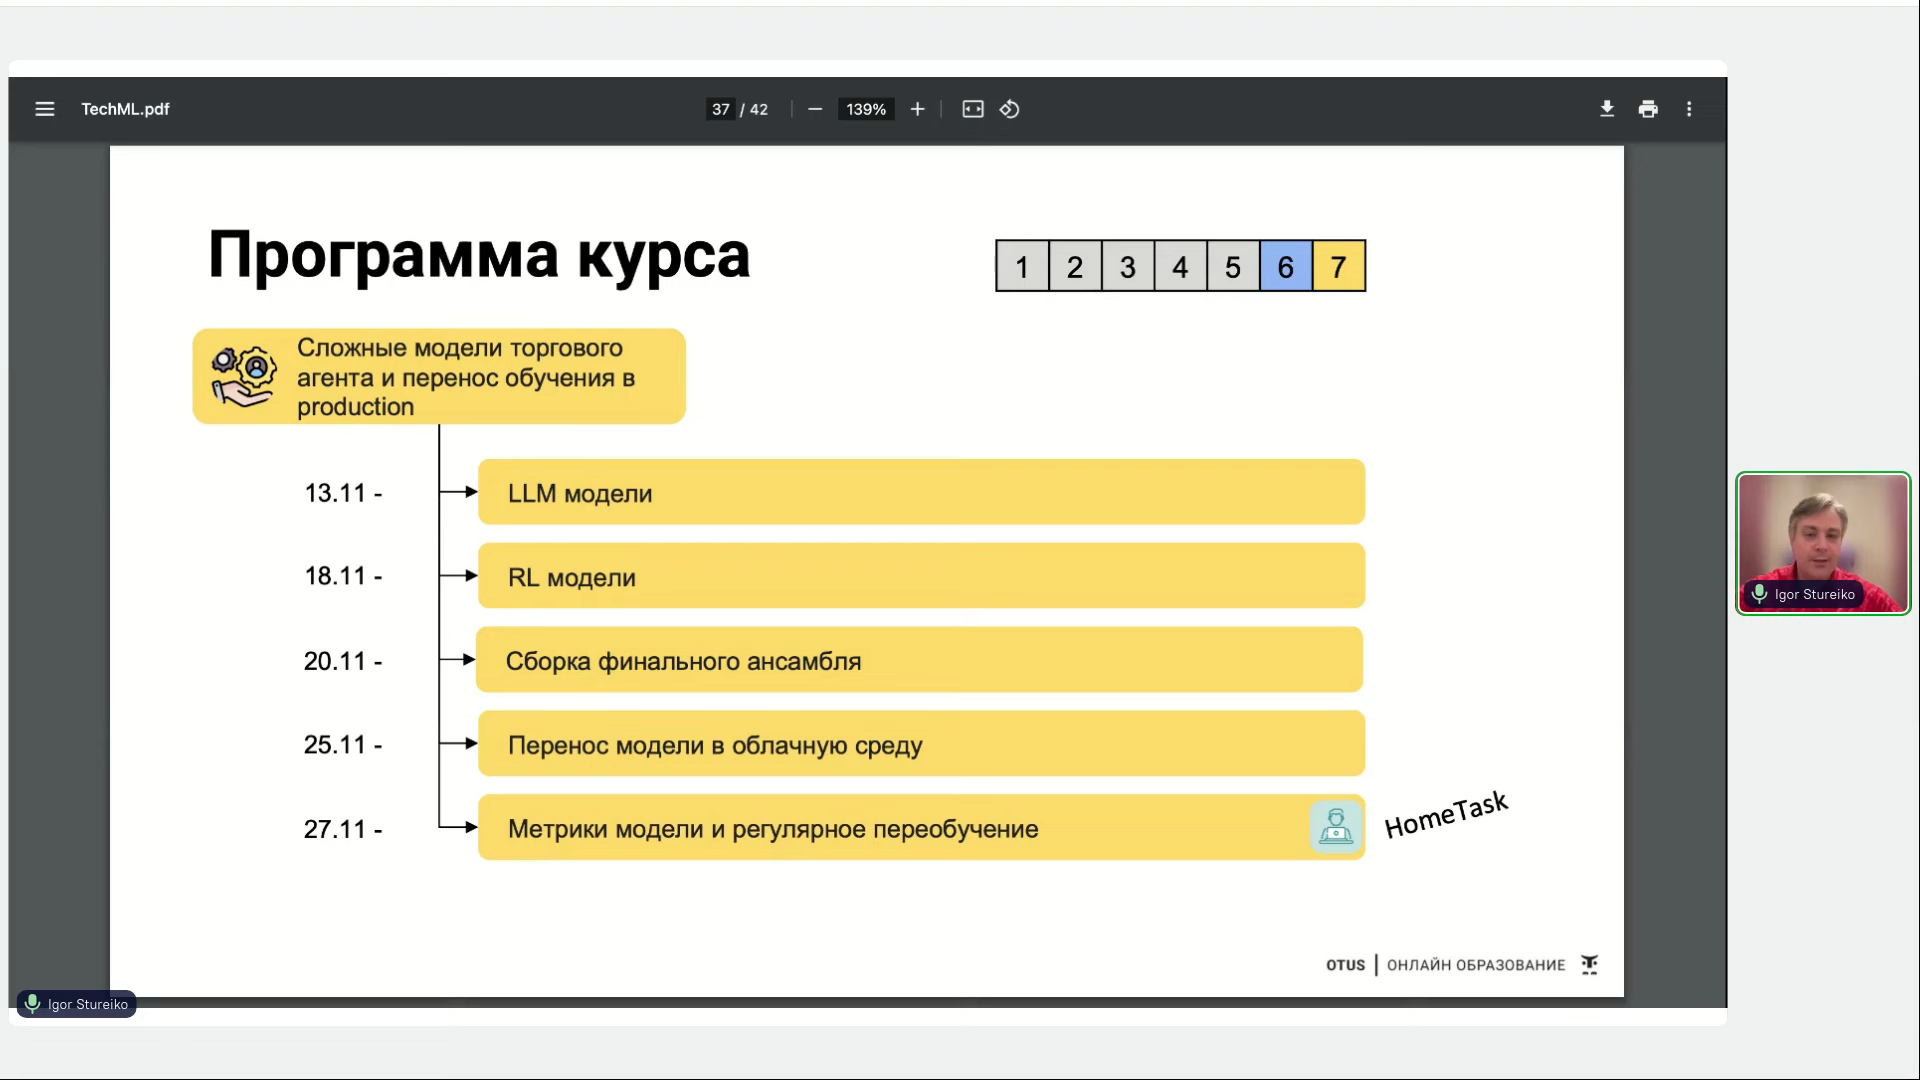 TechML.pdf
37 / 42
139%
Программа курса
1 2 3 4 5 6 7
Сложные модели торгового
агента и перенос обучения в
production
13.11 - LLM модели
18.11 - RL модели
20.11 - Сборка финального ансамбля
25.11 - Перенос модели в облачную среду
27.11 - Метрики модели и регулярное переобучение
HomeTask
OTUS | ОНЛАЙН ОБРАЗОВАНИЕ
Igor Stureiko
Igor Stureiko